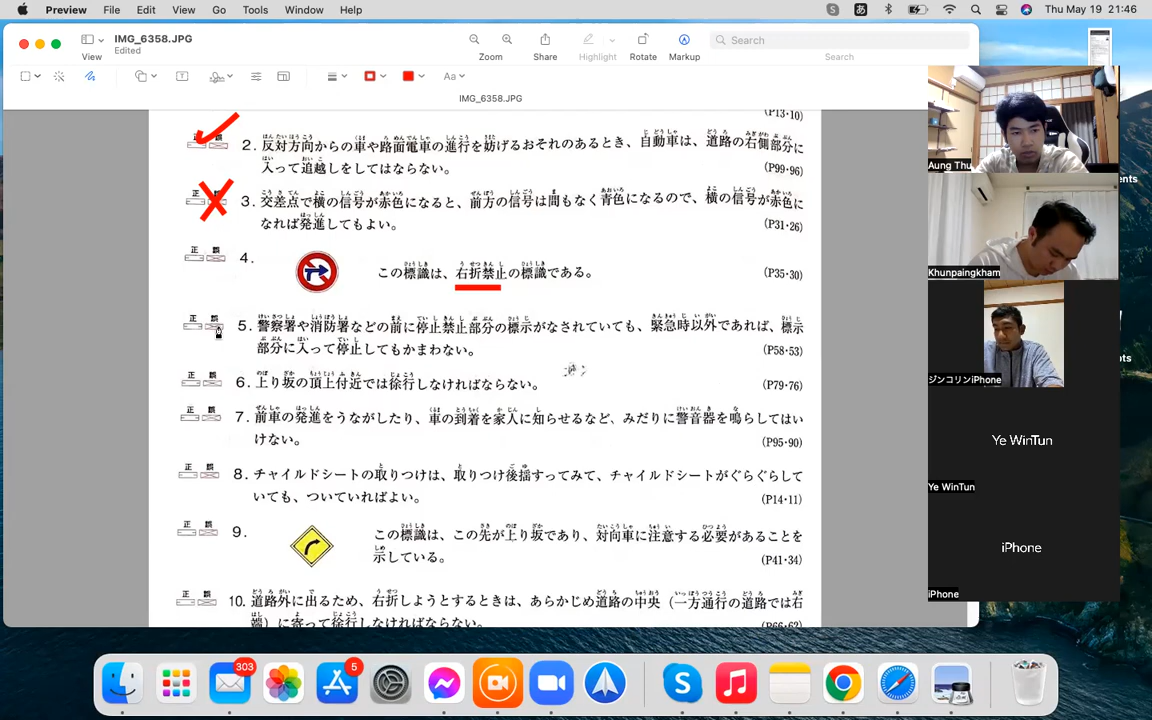 Preview File Edit View Go Tools Window Help
あ
Thu May 19 21:46
IMG_6358.JPG
Edited
View
Zoom
Share
Highlight
Rotate
Markup
Search
Search
Aa
IMG_6358.JPG
(P13·10)
2. 反対方向からの車や路面電車の進行を妨げるおそれのあるとき、自動車は、道路の右側部分に
入って追越しをしてはならない。
(P99·96)
3. 交差点で横の信号が赤色になると、前方の信号は間もなく青色になるので、横の信号が赤色に
なれば発進してもよい。
(P31·26)
正 誤
4.
この標識は、右折禁止の標識である。
(P35·30)
正 誤
5. 警察署や消防署などの前に停止禁止部分の標示がなされていても、緊急時以外であれば、標示
部分に入って停止してもかまわない。
(P58·53)
正 誤
6. 上り坂の頂上付近では徐行しなければならない。
(P79·76)
正 誤
7. 前車の発進をうながしたり、車の到着を家人に知らせるなど、みだりに警音器を鳴らしてはい
けない。
(P95·90)
正 誤
8. チャイルドシートの取りつけは、取りつけ後揺すってみて、チャイルドシートがぐらぐらして
いても、ついていればよい。
(P14·11)
正 誤
9.
この標識は、この先が上り坂であり、対向車に注意する必要があることを
示している。
(P41·34)
正 誤
10. 道路外に出るため、右折しようとするときは、あらかじめ道路の中央（一方通行の道路では右
端）に寄って徐行しなければならない。
(P66·62)
Aung Thu
Khunpaingkham
ジンコリンiPhone
Ye WinTun
Ye WinTun
iPhone
iPhone
303
5